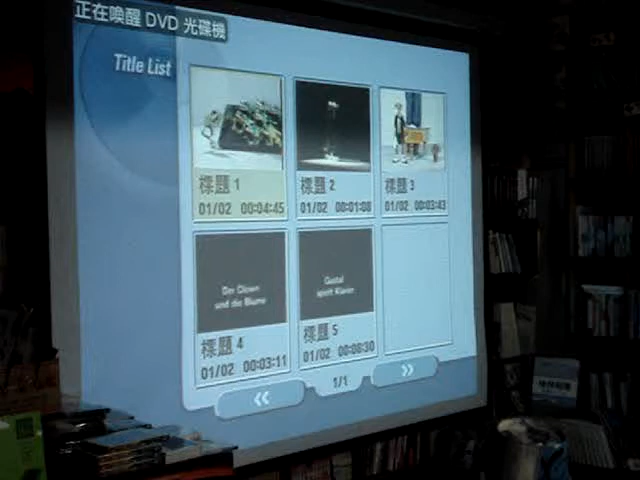 正在喚醒 DVD 光碟機
Title List
標題 1
01/02 00:04:45
標題 2
01/02 00:01:08
標題 3
01/02 00:03:43
Der Clown
und die Blume
標題 4
01/02 00:03:11
Gustal
spielt Klavier
標題 5
01/02 00:06:30
1/1